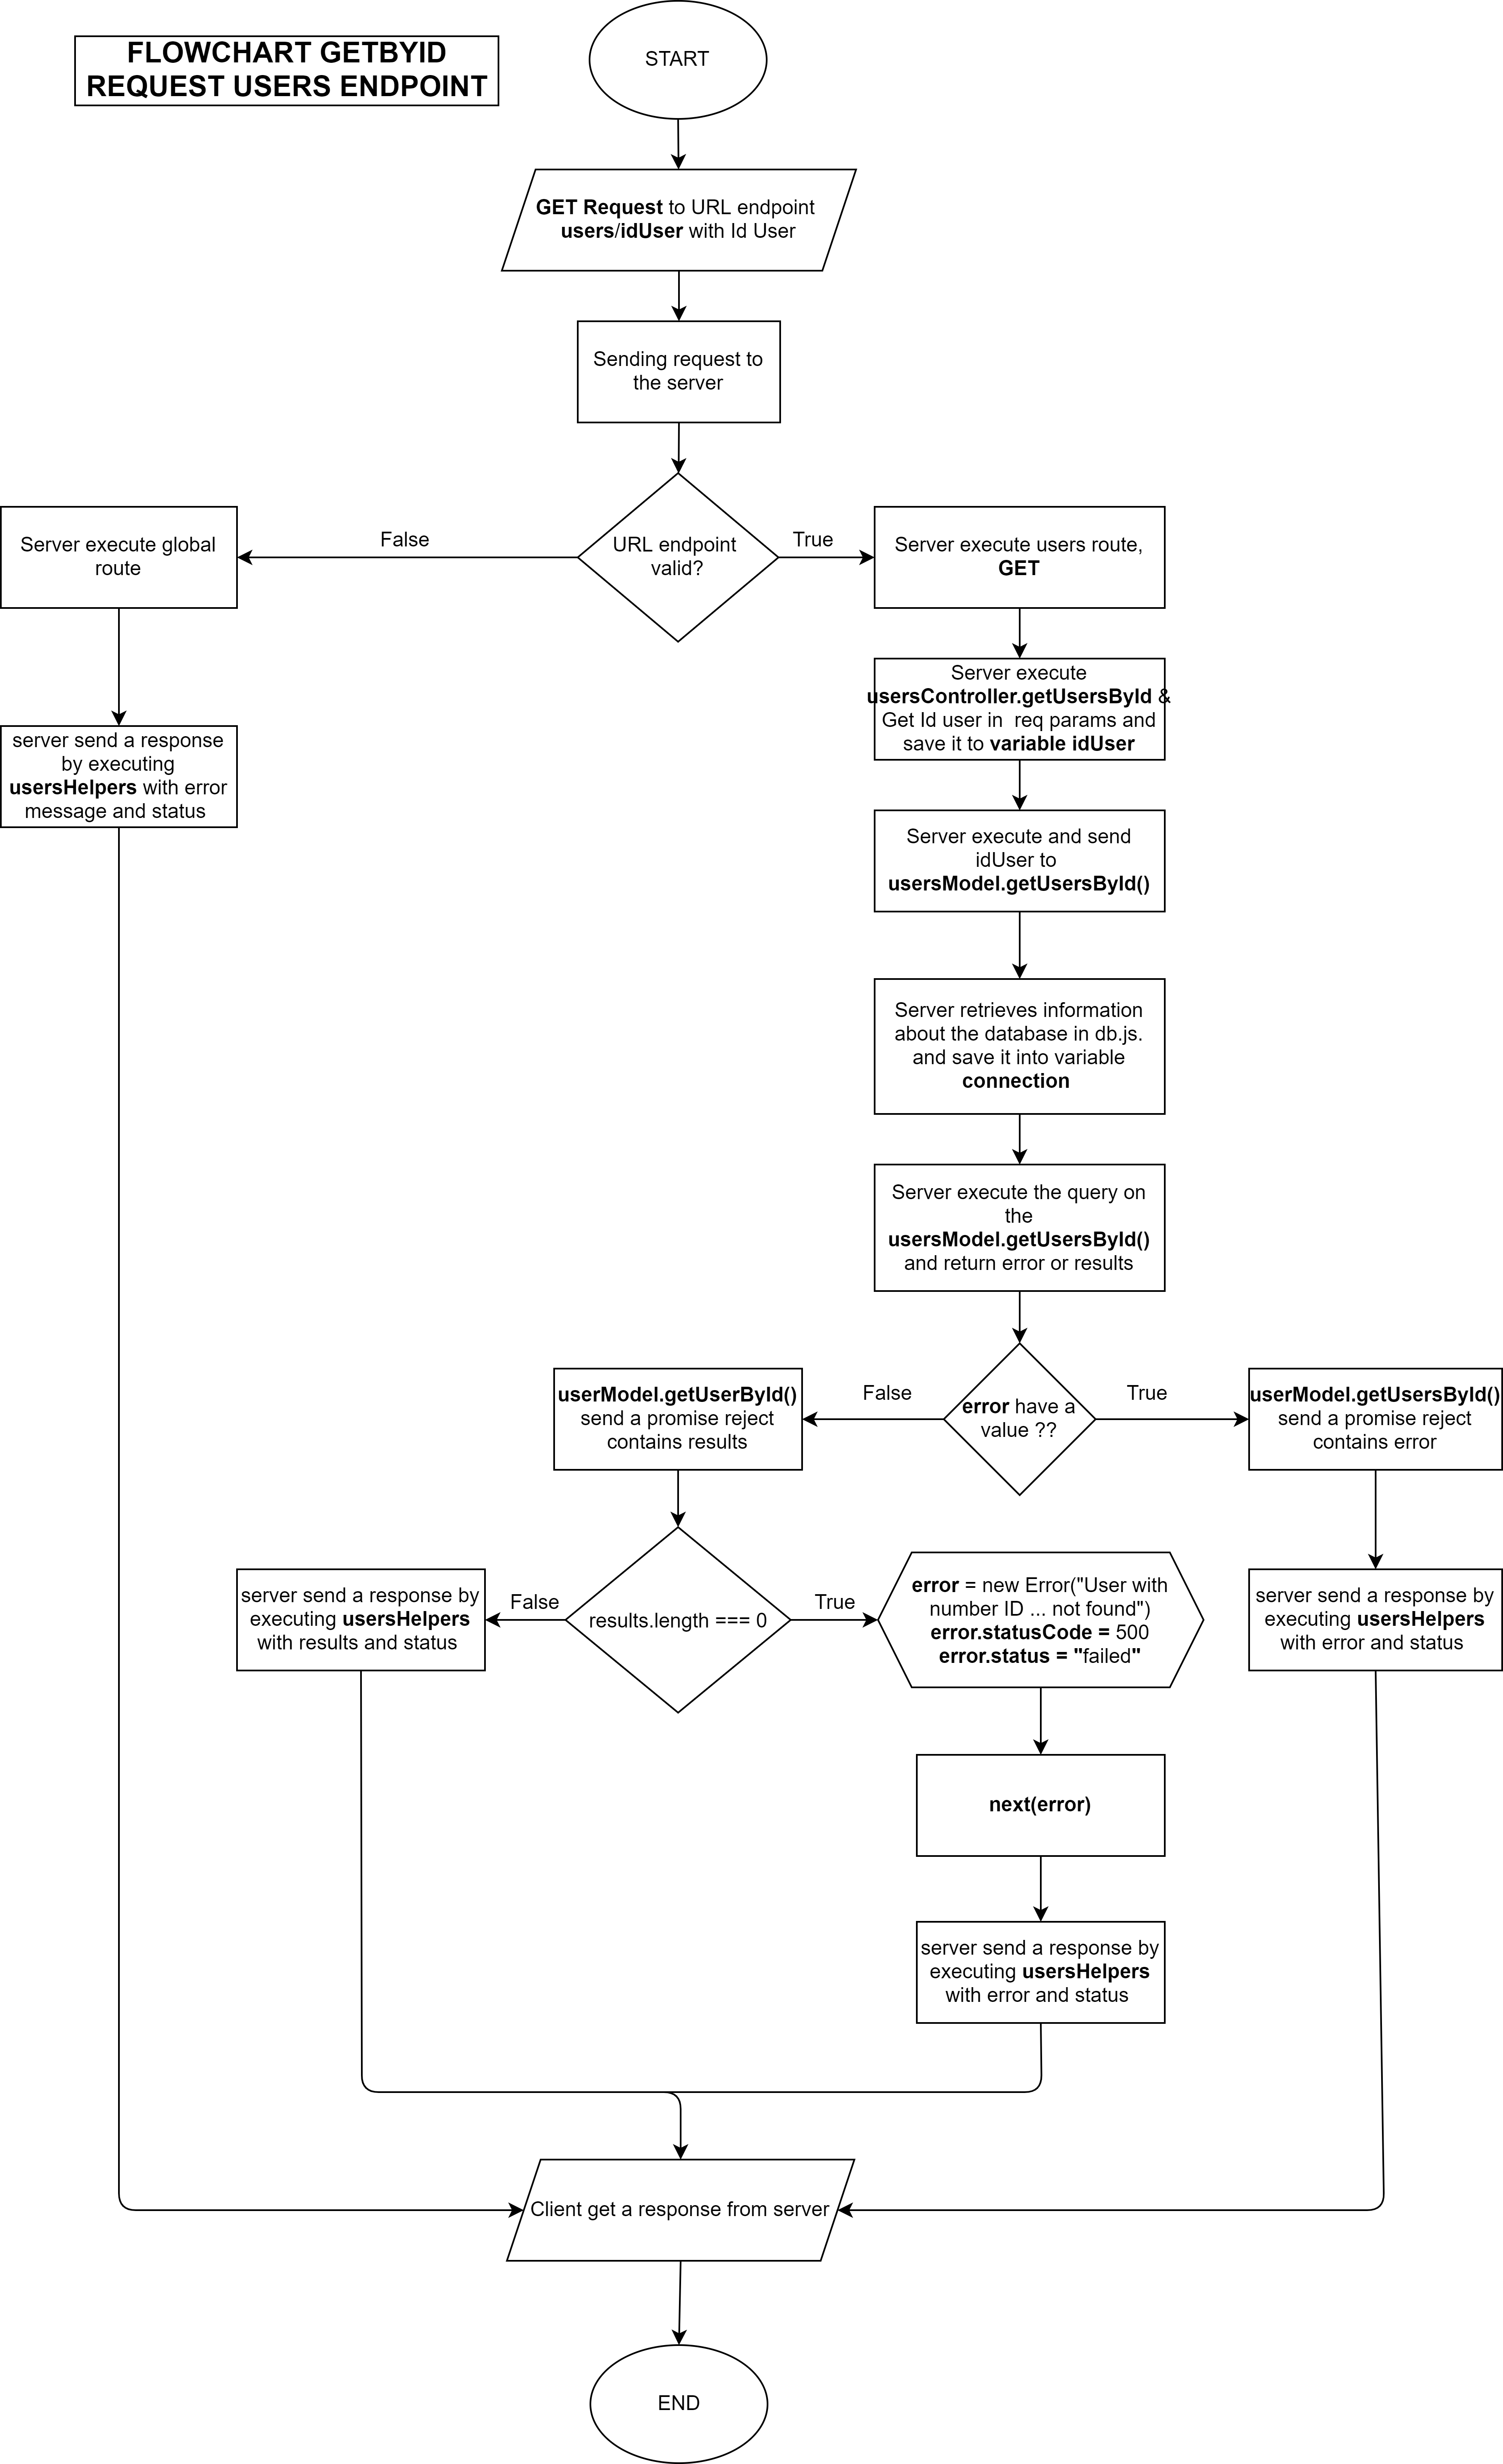 FLOWCHART GETBYID
REQUEST USERS ENDPOINT
START
GET Request to URL endpoint
users/idUser with Id User
Sending request to
the server
URL endpoint
valid?
False
True
Server execute global
route
Server execute users route,
GET
server send a response
by executing
usersHelpers with error
message and status
Server execute
usersController.getUsersById &
Get Id user in  req params and
save it to variable idUser
Server execute and send
idUser to
usersModel.getUsersById()
Server retrieves information
about the database in db.js.
and save it into variable
connection
Server execute the query on
the
usersModel.getUsersById()
and return error or results
error have a
value ??
False
True
userModel.getUserById()
send a promise reject
contains results
userModel.getUsersById()
send a promise reject
contains error
results.length === 0
False
True
server send a response by
executing usersHelpers
with results and status
error = new Error("User with
number ID ... not found")
error.statusCode = 500
error.status = "failed"
server send a response by
executing usersHelpers
with error and status
next(error)
server send a response by
executing usersHelpers
with error and status
Client get a response from server
END